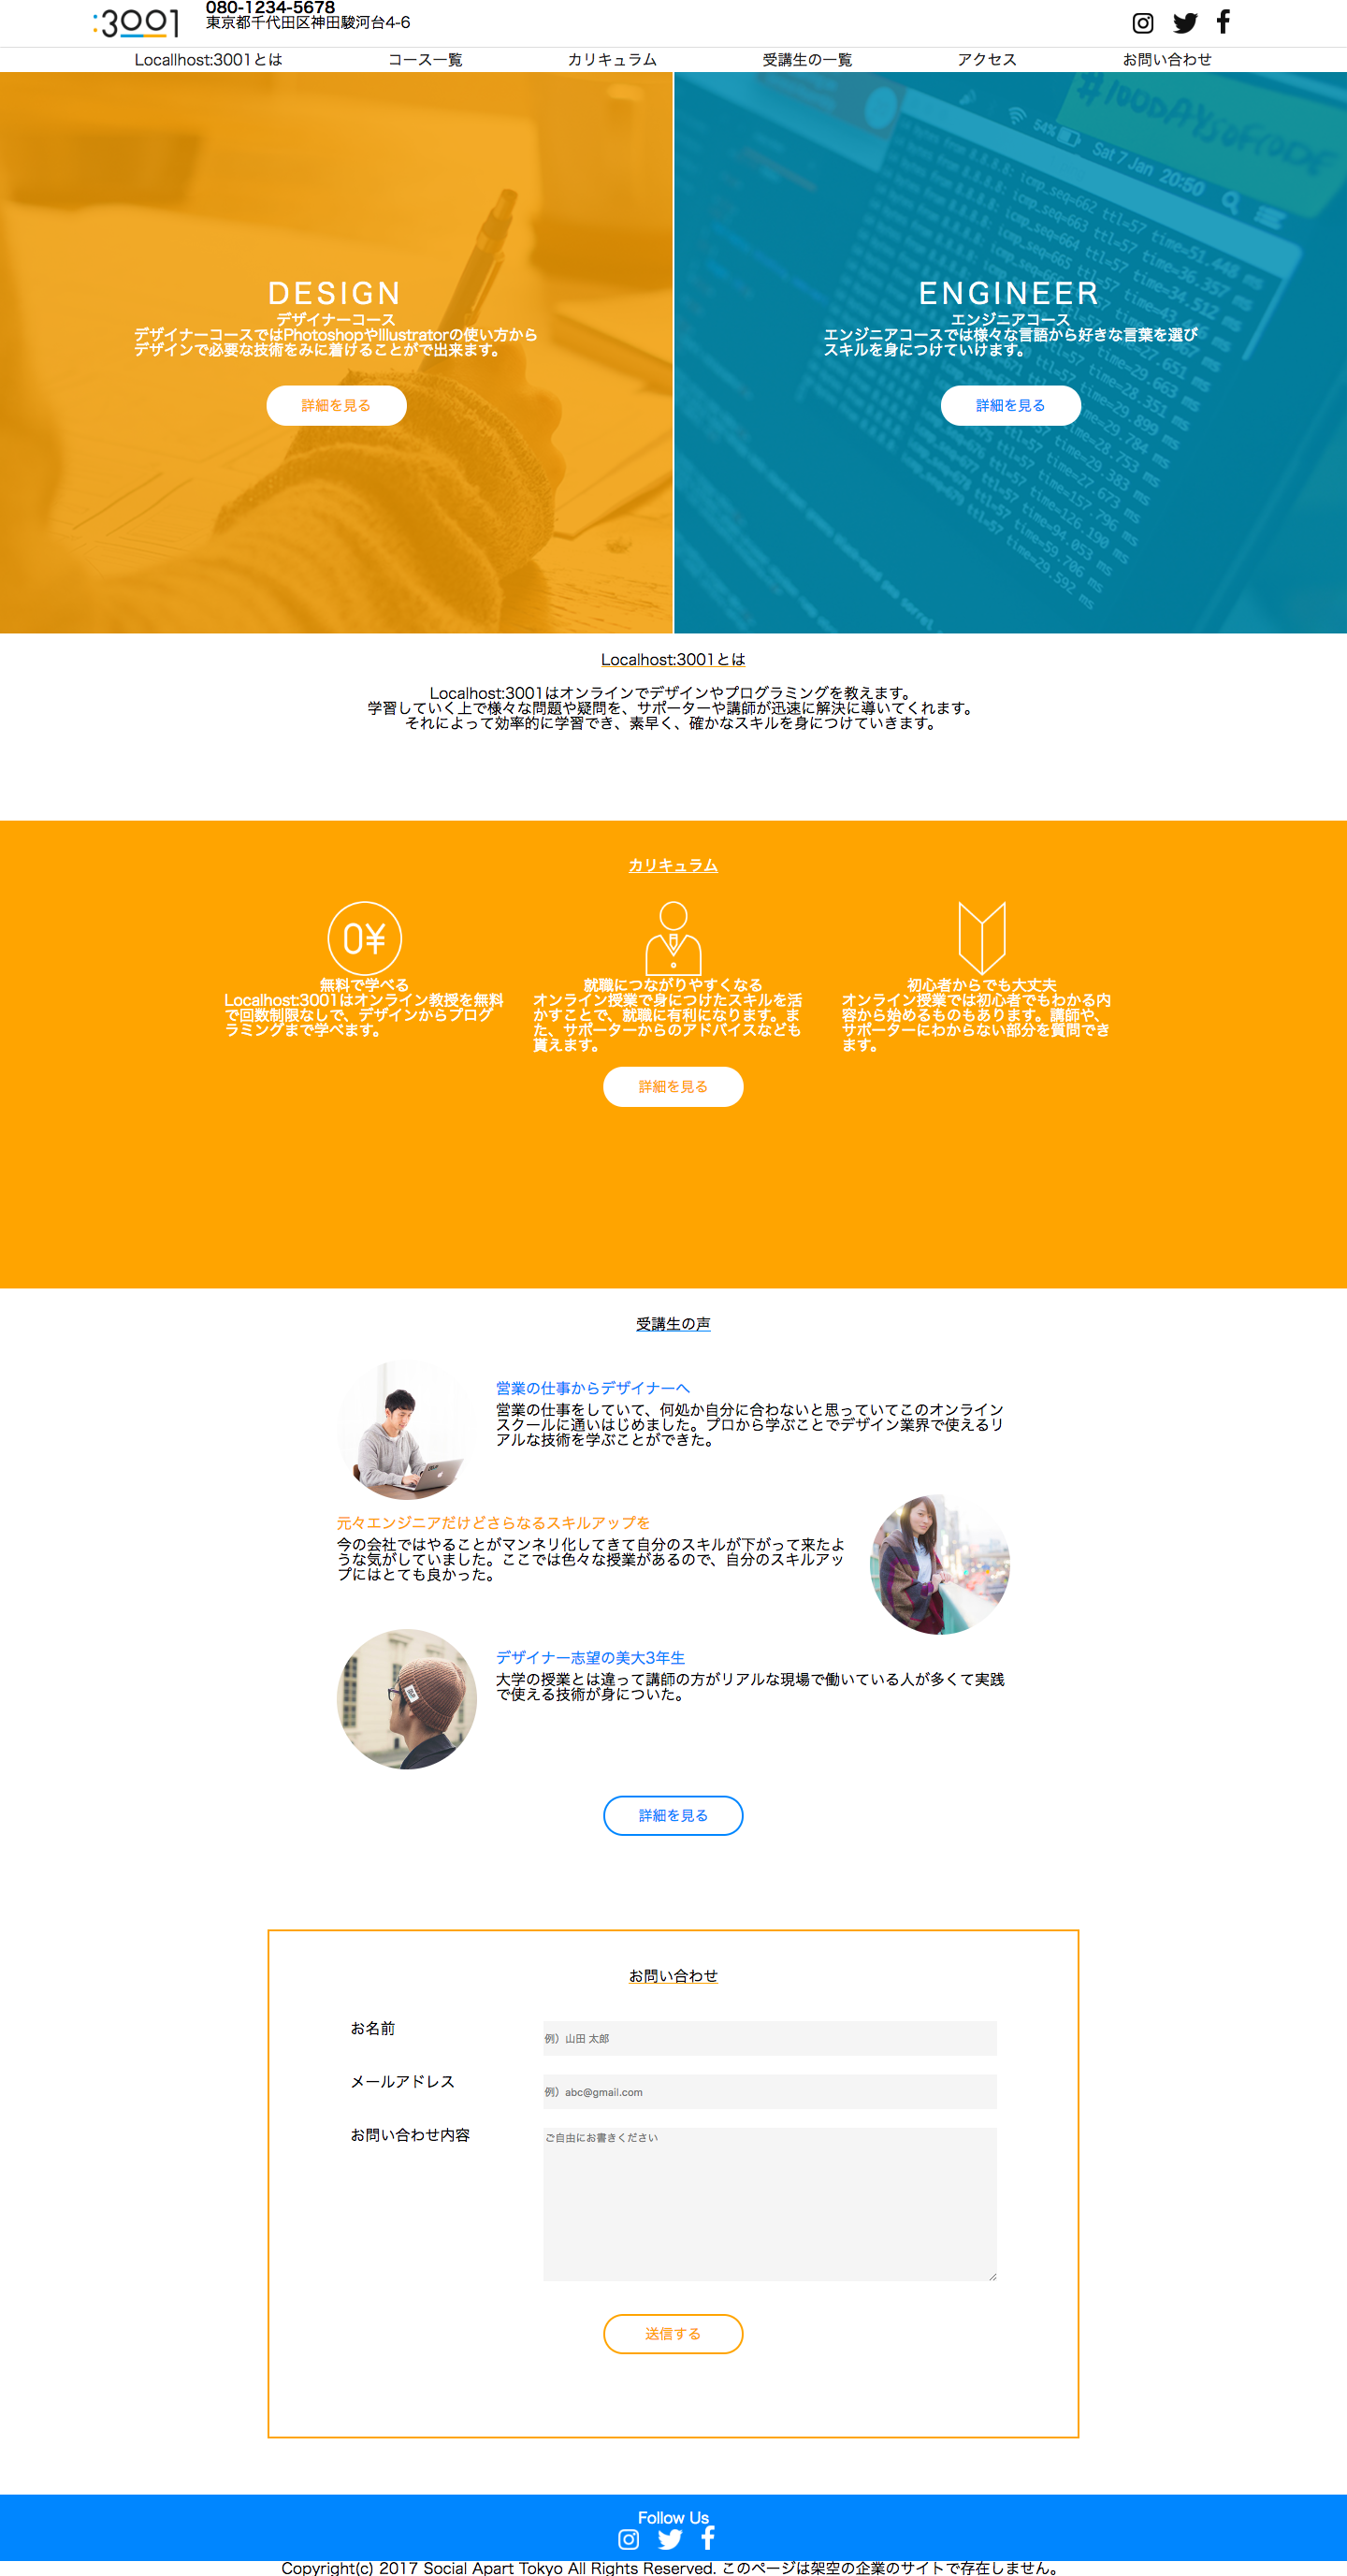 :3001
080-1234-5678
東京都千代田区神田駿河台4-6
Locallhost:3001とは
コース一覧
カリキュラム
受講生の一覧
アクセス
お問い合わせ
DESIGN
デザイナーコース
デザイナーコースではPhotoshopやIllustratorの使い方から
デザインで必要な技術をみに着けることがで出来ます。
詳細を見る
#100DAYSOFCODE
54%
Sat 7 Jan 20:50
ENGINEER
エンジニアコース
エンジニアコースでは様々な言語から好きな言葉を選び
スキルを身につけていけます。
詳細を見る
Localhost:3001とは
Localhost:3001はオンラインでデザインやプログラミングを教えます。
学習していく上で様々な問題や疑問を、サポーターや講師が迅速に解決に導いてくれます。
それによって効率的に学習でき、素早く、確かなスキルを身につけていきます。
カリキュラム
0¥
無料で学べる
Localhost:3001はオンライン教授を無料
で回数制限なしで、デザインからプログ
ラミングまで学べます。
就職につながりやすくなる
オンライン授業で身につけたスキルを活
かすことで、就職に有利になります。ま
た、サポーターからのアドバイスなども
貰えます。
初心者からでも大丈夫
オンライン授業では初心者でもわかる内
容から始めるものもあります。講師や、
サポーターにわからない部分を質問でき
ます。
詳細を見る
受講生の声
営業の仕事からデザイナーへ
営業の仕事をしていて、何処か自分に合わないと思っていてこのオンライン
スクールに通いはじめました。プロから学ぶことでデザイン業界で使えるリ
アルな技術を学ぶことができた。
元々エンジニアだけどさらなるスキルアップを
今の会社ではやることがマンネリ化してきて自分のスキルが下がって来たよ
うな気がしていました。ここでは色々な授業があるので、自分のスキルアッ
プにはとても良かった。
デザイナー志望の美大3年生
大学の授業とは違って講師の方がリアルな現場で働いている人が多くて実践
で使える技術が身についた。
詳細を見る
お問い合わせ
お名前
例）山田 太郎
メールアドレス
例）abc@gmail.com
お問い合わせ内容
ご自由にお書きください
送信する
Follow Us
Copyright(c) 2017 Social Apart Tokyo All Rights Reserved. このページは架空の企業のサイトで存在しません。